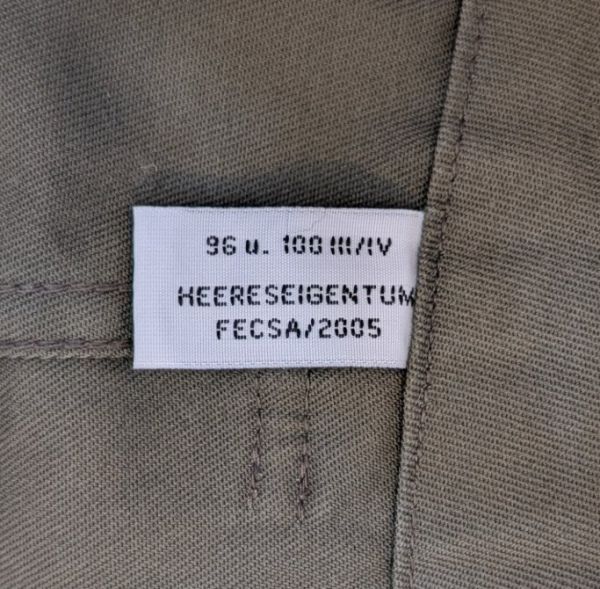 96 u. 100 III/IV
HEERESEIGENTUM
FECSA/2005